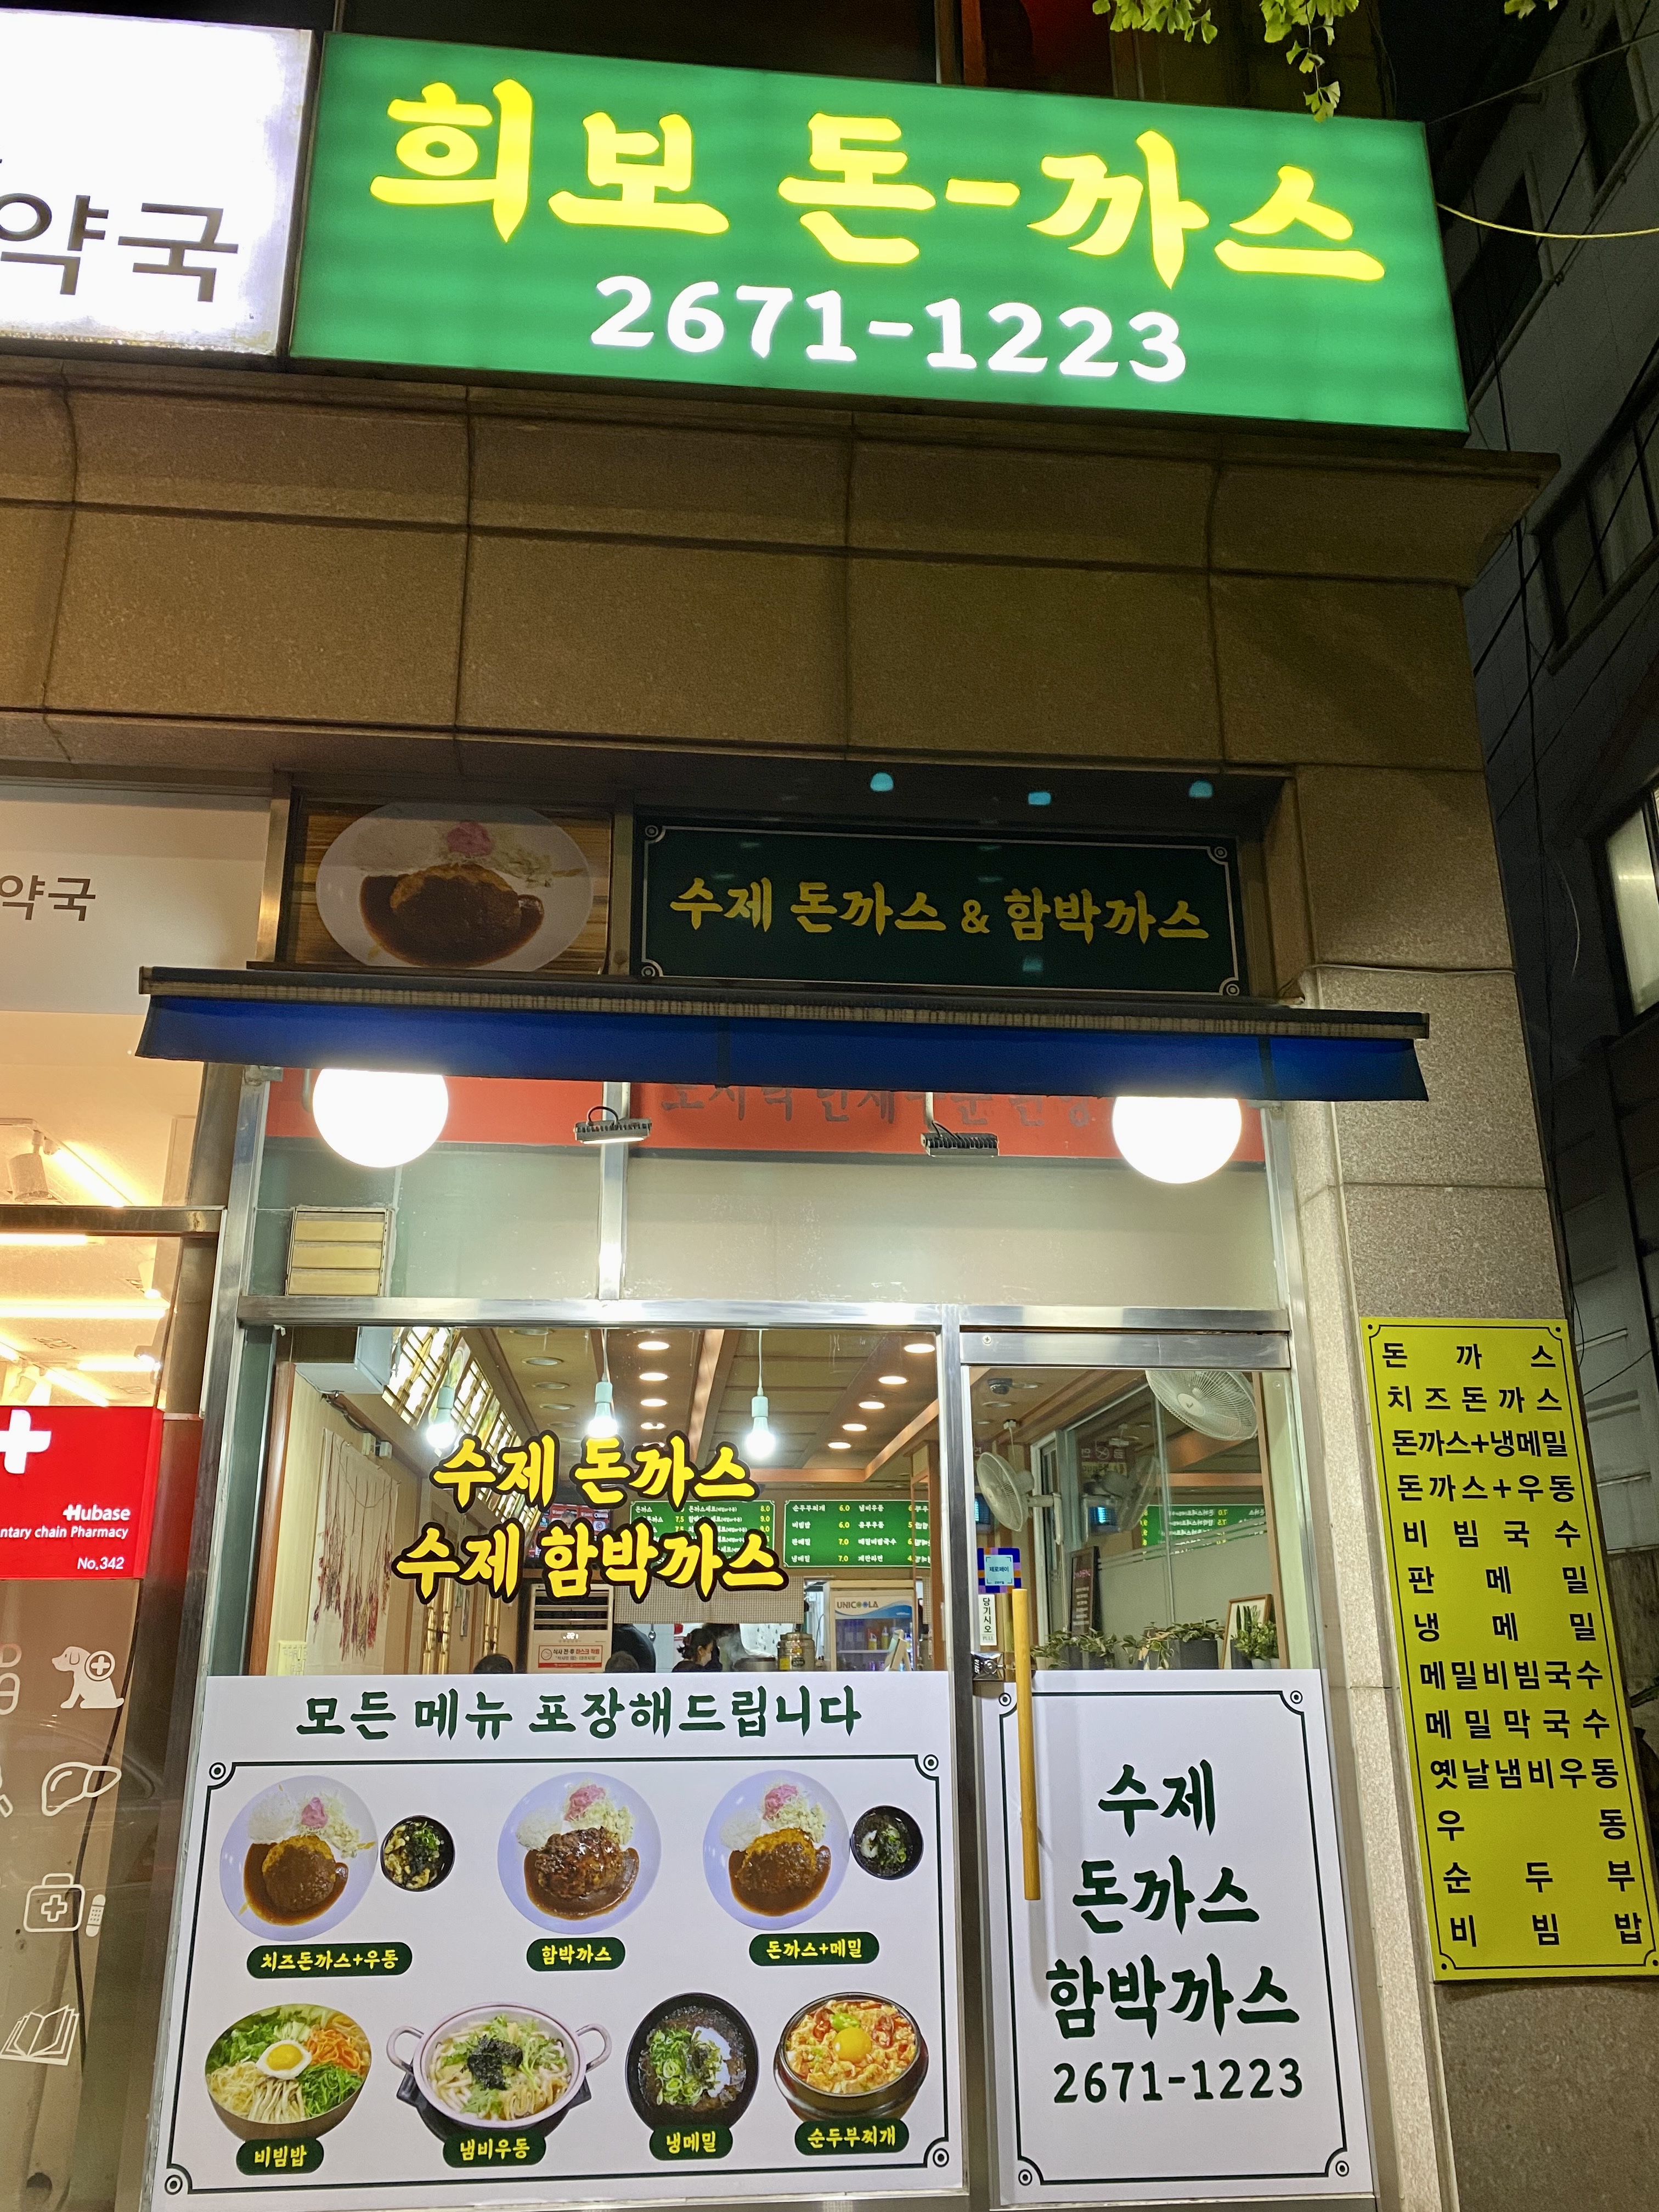 약국
희보 돈-까스
2671-1223
약국
수제 돈까스 & 함박까스
수제 돈까스
수제 함박까스
Hubase
ntary chain Pharmacy
No.342
UNICOOLA
당기시오
PULL
돈까스
치즈돈까스
돈까스+냉메밀
돈까스+우동
비빔국수
판메밀
냉메밀
메밀비빔국수
메밀막국수
옛날냄비우동
우동
순두부
비빔밥
모든 메뉴 포장해드립니다
치즈돈까스+우동
함박까스
돈까스+메밀
비빔밥
냄비우동
냉메밀
순두부찌개
수제
돈까스
함박까스
2671-1223